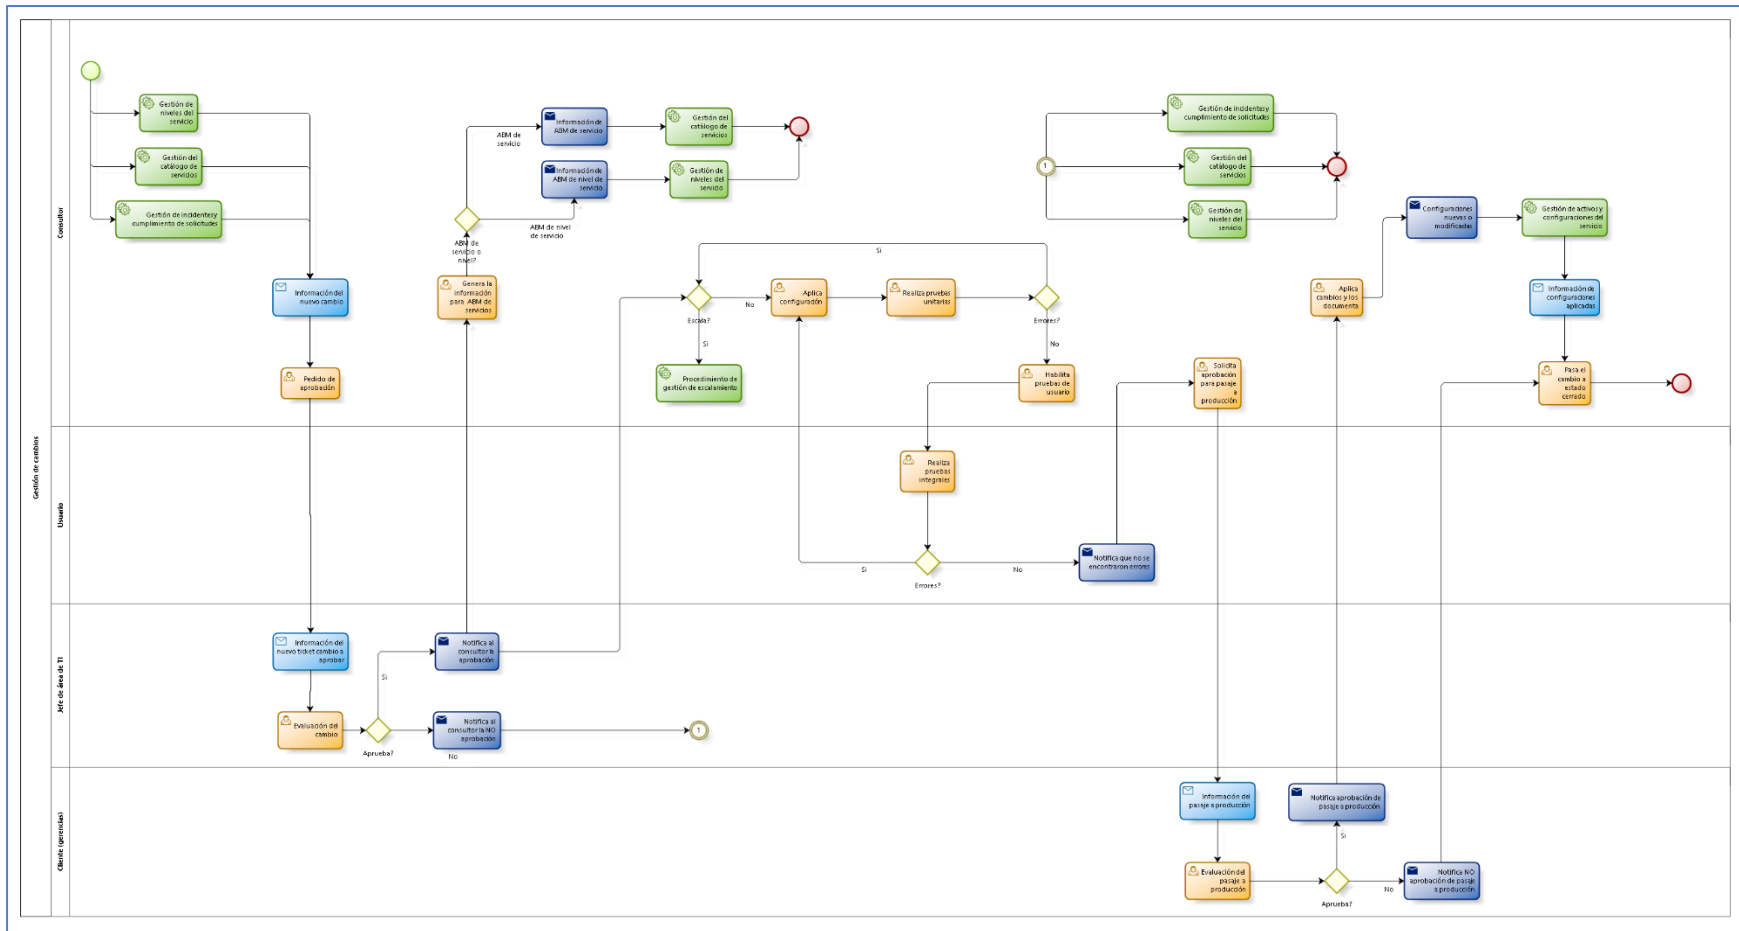 Gestión de cambios
Consultor
Gestión de
niveles del
servicio
Gestión del
catálogo de
servicios
Gestión de incidentes y
cumplimiento de solicitudes
Información del
nuevo cambio
Pedido de
aprobación
ABM de
servicio
Información de
ABM de servicio
Gestión del
catálogo de
servicios
Información de
ABM de nivel de
servicio
Gestión de
niveles del
servicio
ABM de nivel
de servicio
ABM de
servicio o
nivel?
Genera la
información
para ABM de
servicios
Si
Escala?
No
Si
Procedimiento de
gestión de escalamiento
Aplica
configuración
Realiza pruebas
unitarias
Errores?
No
Habilita
pruebas de
usuario
1
Gestión de incidentes y
cumplimiento de solicitudes
Gestión del
catálogo de
servicios
Gestión de
niveles del
servicio
Solicita
aprobación
para pasaje
a
producción
Aplica
cambios y los
documenta
Configuraciones
nuevas o
modificadas
Gestión de activos y
configuraciones del
servicio
Información de
configuraciones
aplicadas
Pasa el
cambio a
estado
cerrado
Usuario
Realiza
pruebas
integrales
Si
Errores?
No
Notifica que no se
encontraron errores
Jefe de área de TI
Información del
nuevo ticket cambio a
aprobar
Evaluación del
cambio
Aprueba?
Si
No
Notifica al
consultor la
aprobación
Notifica al
consultor la NO
aprobación
1
Cliente (gerencias)
Información del
pasaje a producción
Evaluación del
pasaje a
producción
Aprueba?
Si
No
Notifica aprobación de
pasaje a producción
Notifica NO
aprobación de pasaje
a producción